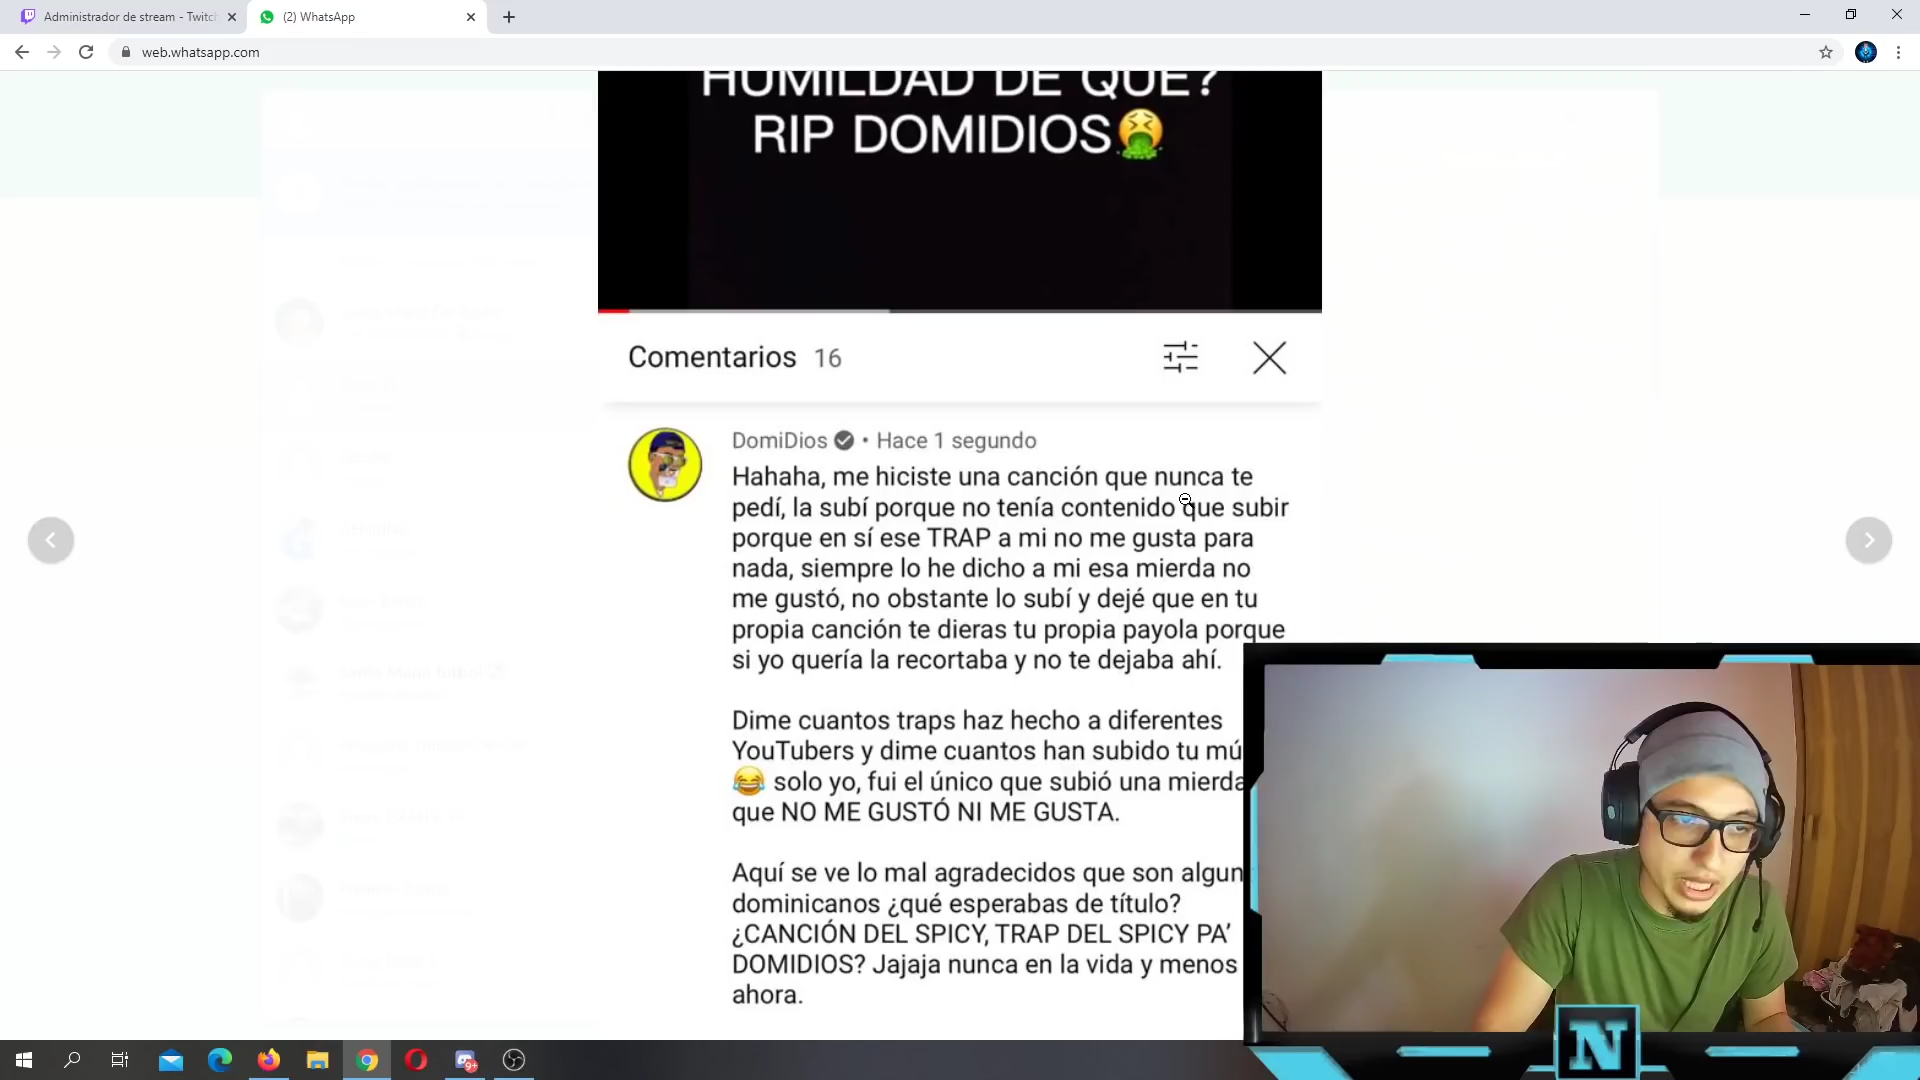 Administrador de stream - Twitch
(2) WhatsApp
web.whatsapp.com
HUMILDAD DE QUE?
RIP DOMIDIOS🤮
Comentarios 16
DomiDios • Hace 1 segundo
Hahaha, me hiciste una canción que nunca te
pedí, la subí porque no tenía contenido que subir
porque en sí ese TRAP a mi no me gusta para
nada, siempre lo he dicho a mi esa mierda no
me gustó, no obstante lo subí y dejé que en tu
propia canción te dieras tu propia payola porque
si yo quería la recortaba y no te dejaba ahí.
Dime cuantos traps haz hecho a diferentes
YouTubers y dime cuantos han subido tu mú
😂 solo yo, fui el único que subió una mierda
que NO ME GUSTÓ NI ME GUSTA.
Aquí se ve lo mal agradecidos que son algun
dominicanos ¿qué esperabas de título?
¿CANCIÓN DEL SPICY, TRAP DEL SPICY PA'
DOMIDIOS? Jajaja nunca en la vida y menos
ahora.
9+
N